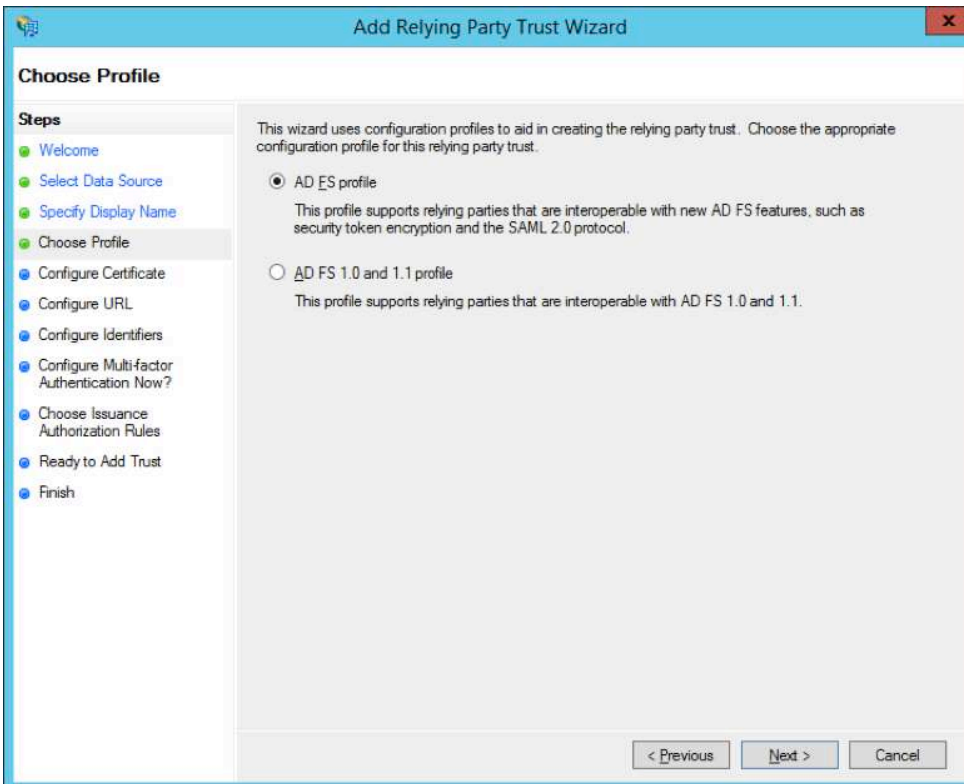 Add Relying Party Trust Wizard
x
Choose Profile
Steps
Welcome
Select Data Source
Specify Display Name
Choose Profile
Configure Certificate
Configure URL
Configure Identifiers
Configure Multi-factor
Authentication Now?
Choose Issuance
Authorization Rules
Ready to Add Trust
Finish
This wizard uses configuration profiles to aid in creating the relying party trust. Choose the appropriate
configuration profile for this relying party trust.
AD FS profile
This profile supports relying parties that are interoperable with new AD FS features, such as
security token encryption and the SAML 2.0 protocol.
AD FS 1.0 and 1.1 profile
This profile supports relying parties that are interoperable with AD FS 1.0 and 1.1.
< Previous
Next >
Cancel